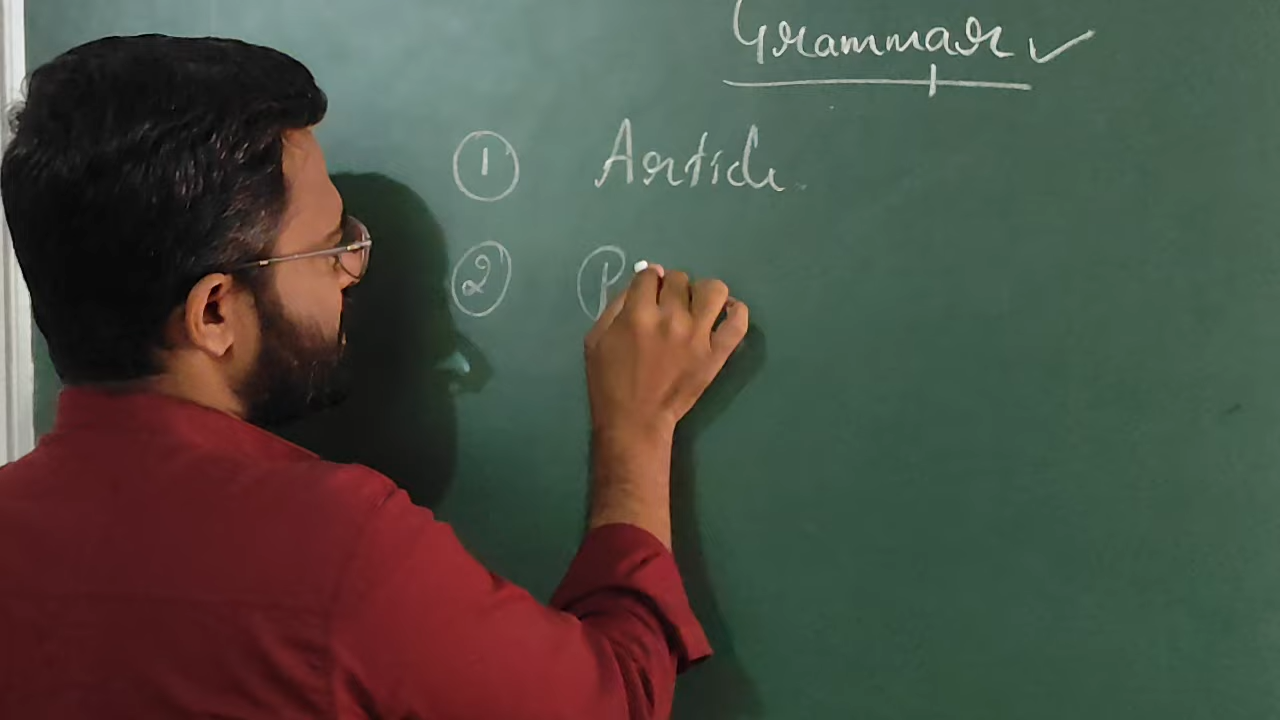 Grammar ✓
① Article
② P